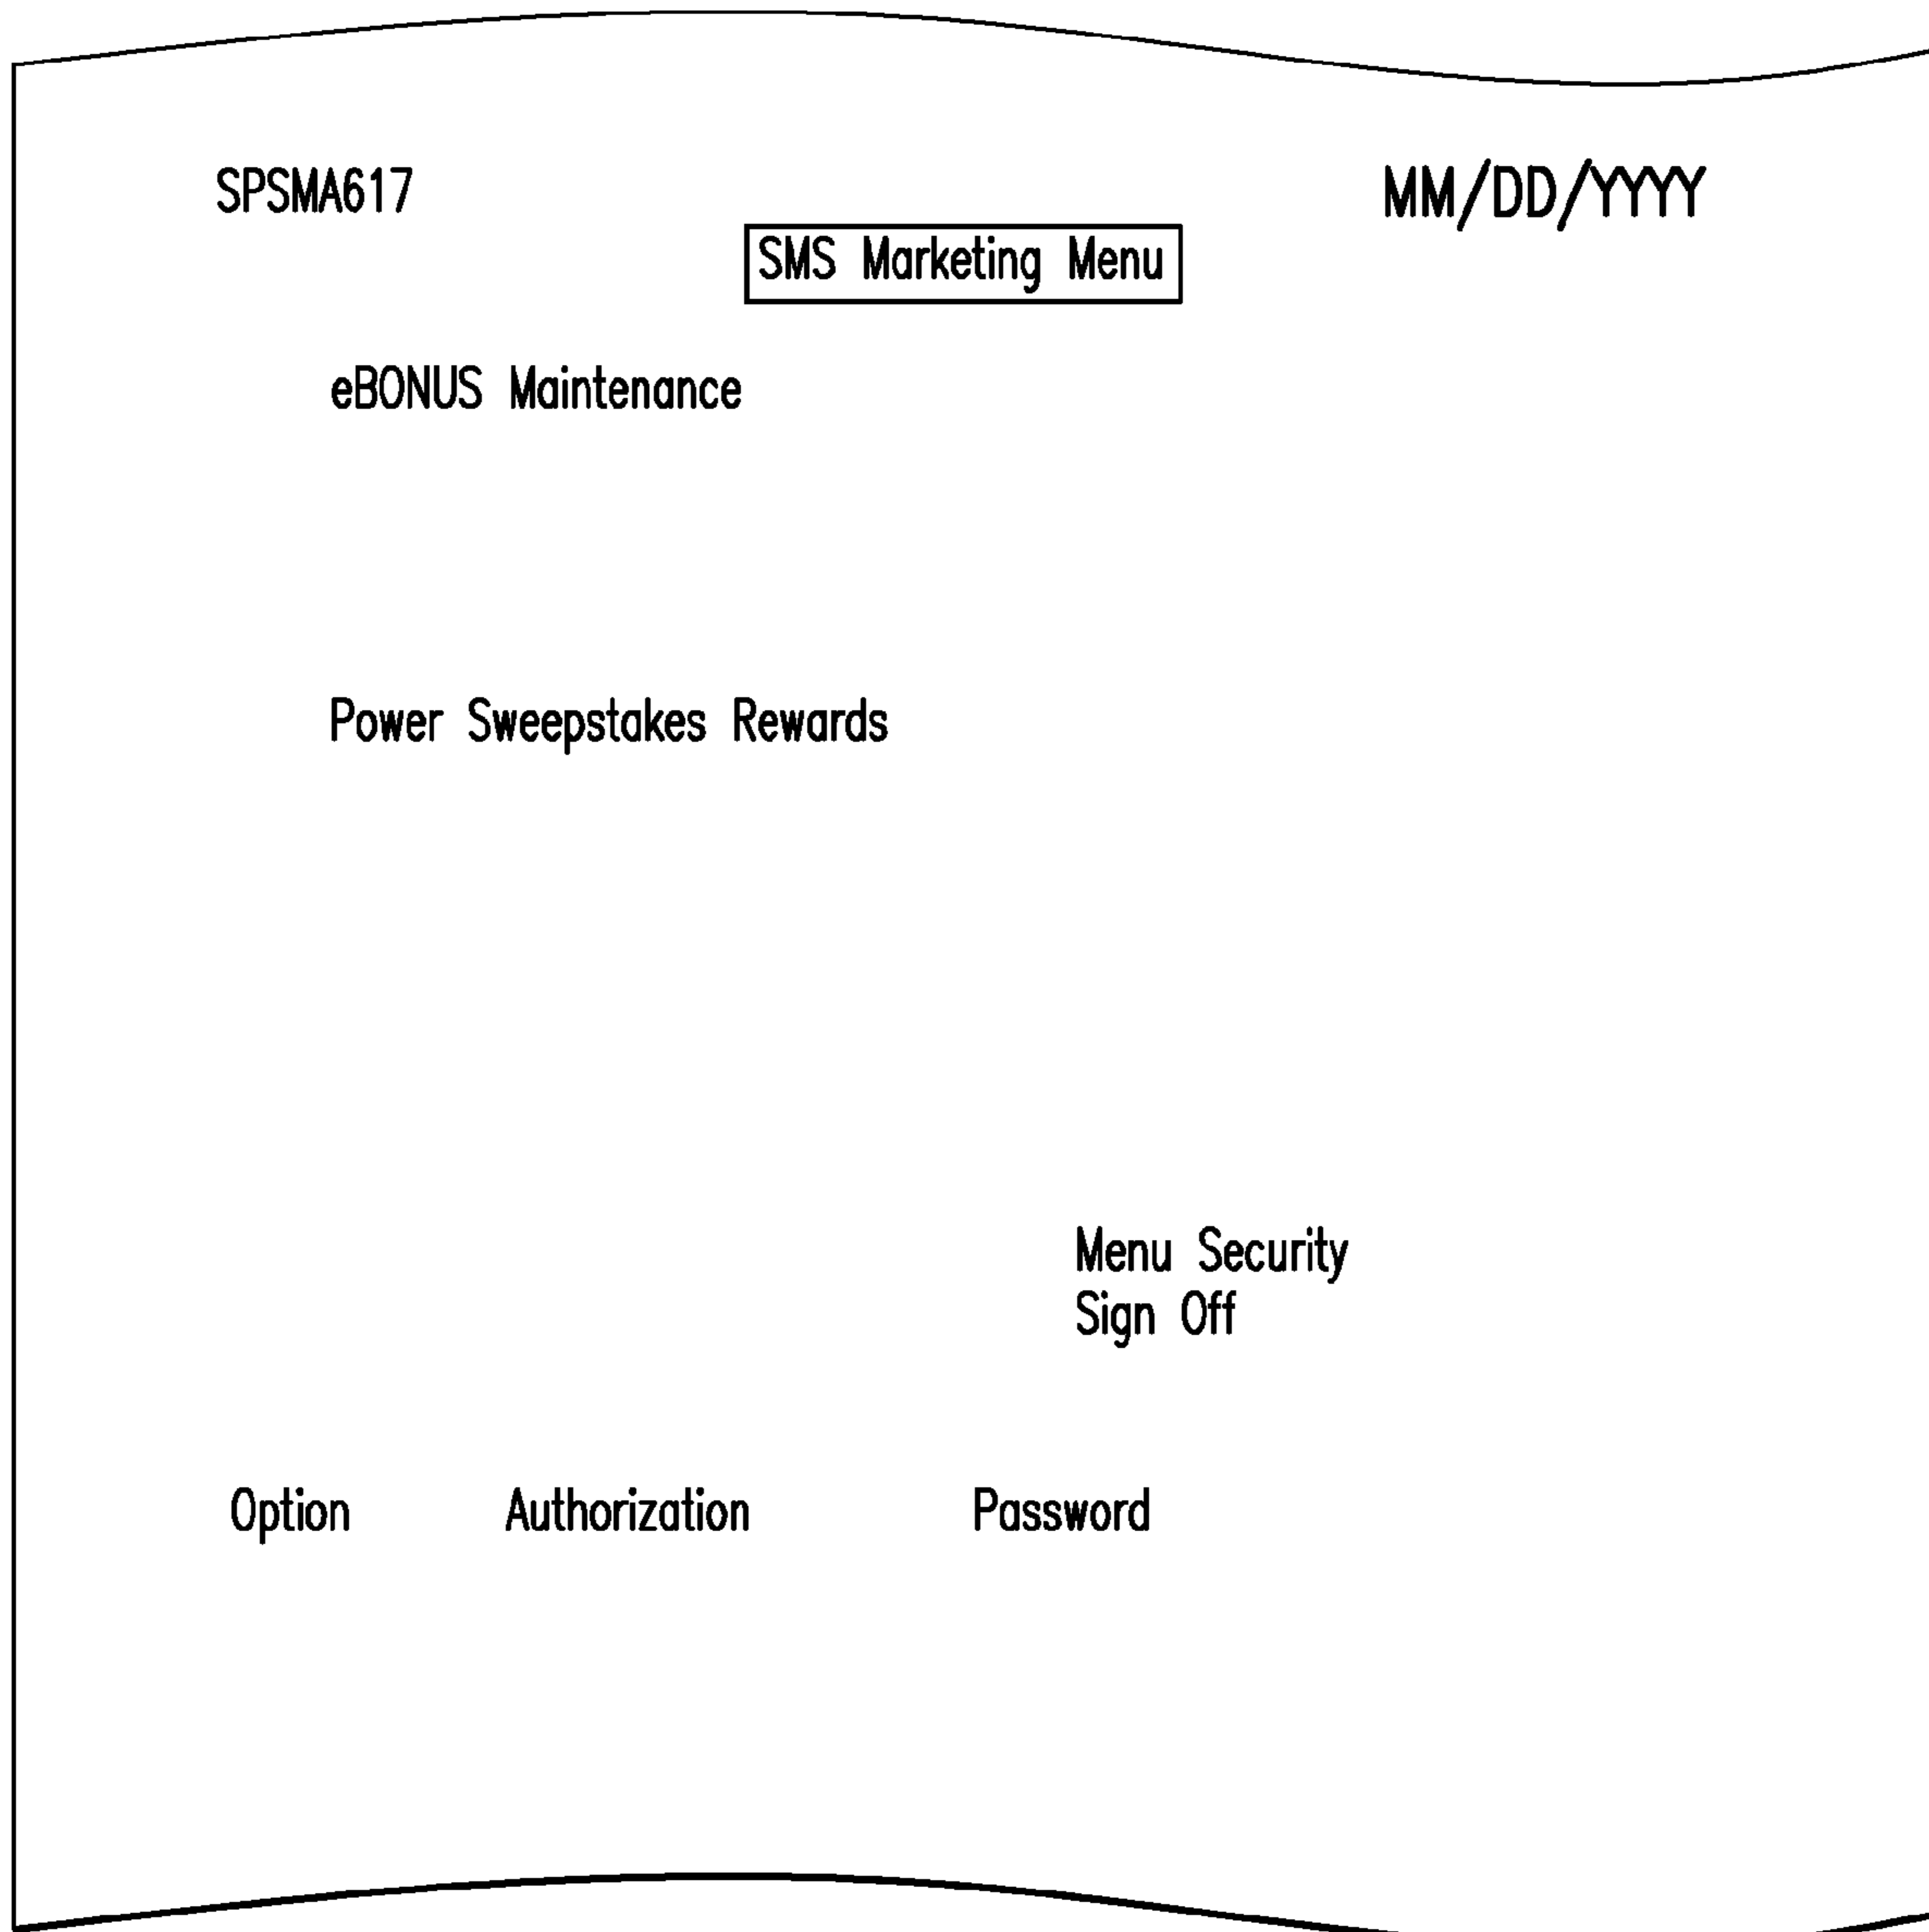 SPSMA617 MM/DD/YYYY
SMS Marketing Menu
eBONUS Maintenance
Power Sweepstakes Rewards
Menu Security
Sign Off
Option Authorization Password